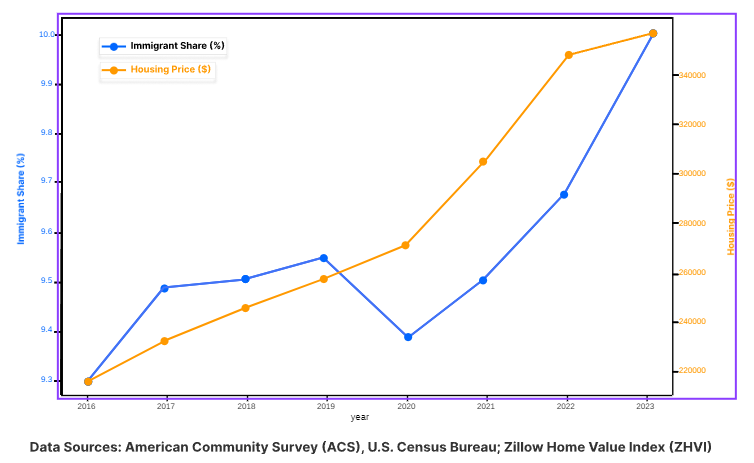 Immigrant Share (%)
Housing Price ($)
10.0
9.9
9.8
9.7
9.6
9.5
9.4
9.3
Immigrant Share (%)
340000
320000
300000
280000
260000
240000
220000
Housing Price ($)
2016 2017 2018 2019 2020 2021 2022 2023
year
Data Sources: American Community Survey (ACS), U.S. Census Bureau; Zillow Home Value Index (ZHVI)